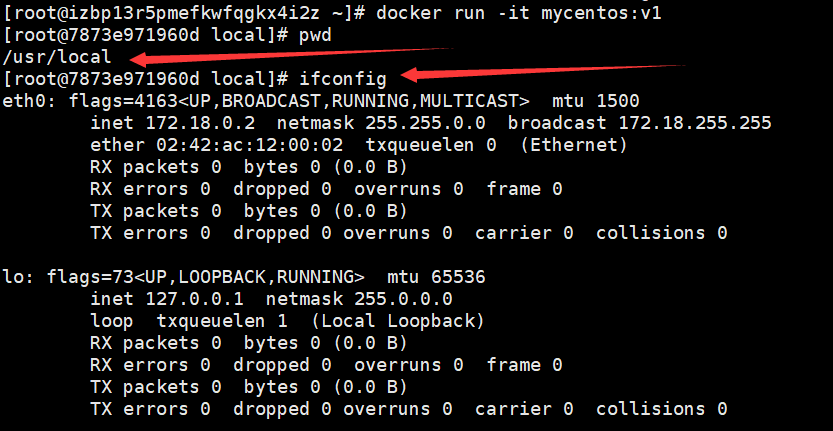 [root@izbp13r5pmefkwfqgkx4i2z ~]# docker run -it mycentos:v1
[root@7873e971960d local]# pwd
/usr/local
[root@7873e971960d local]# ifconfig
eth0: flags=4163<UP,BROADCAST,RUNNING,MULTICAST>  mtu 1500
        inet 172.18.0.2  netmask 255.255.0.0  broadcast 172.18.255.255
        ether 02:42:ac:12:00:02  txqueuelen 0  (Ethernet)
        RX packets 0  bytes 0 (0.0 B)
        RX errors 0  dropped 0  overruns 0  frame 0
        TX packets 0  bytes 0 (0.0 B)
        TX errors 0  dropped 0 overruns 0  carrier 0  collisions 0

lo: flags=73<UP,LOOPBACK,RUNNING>  mtu 65536
        inet 127.0.0.1  netmask 255.0.0.0
        loop  txqueuelen 1  (Local Loopback)
        RX packets 0  bytes 0 (0.0 B)
        RX errors 0  dropped 0  overruns 0  frame 0
        TX packets 0  bytes 0 (0.0 B)
        TX errors 0  dropped 0 overruns 0  carrier 0  collisions 0